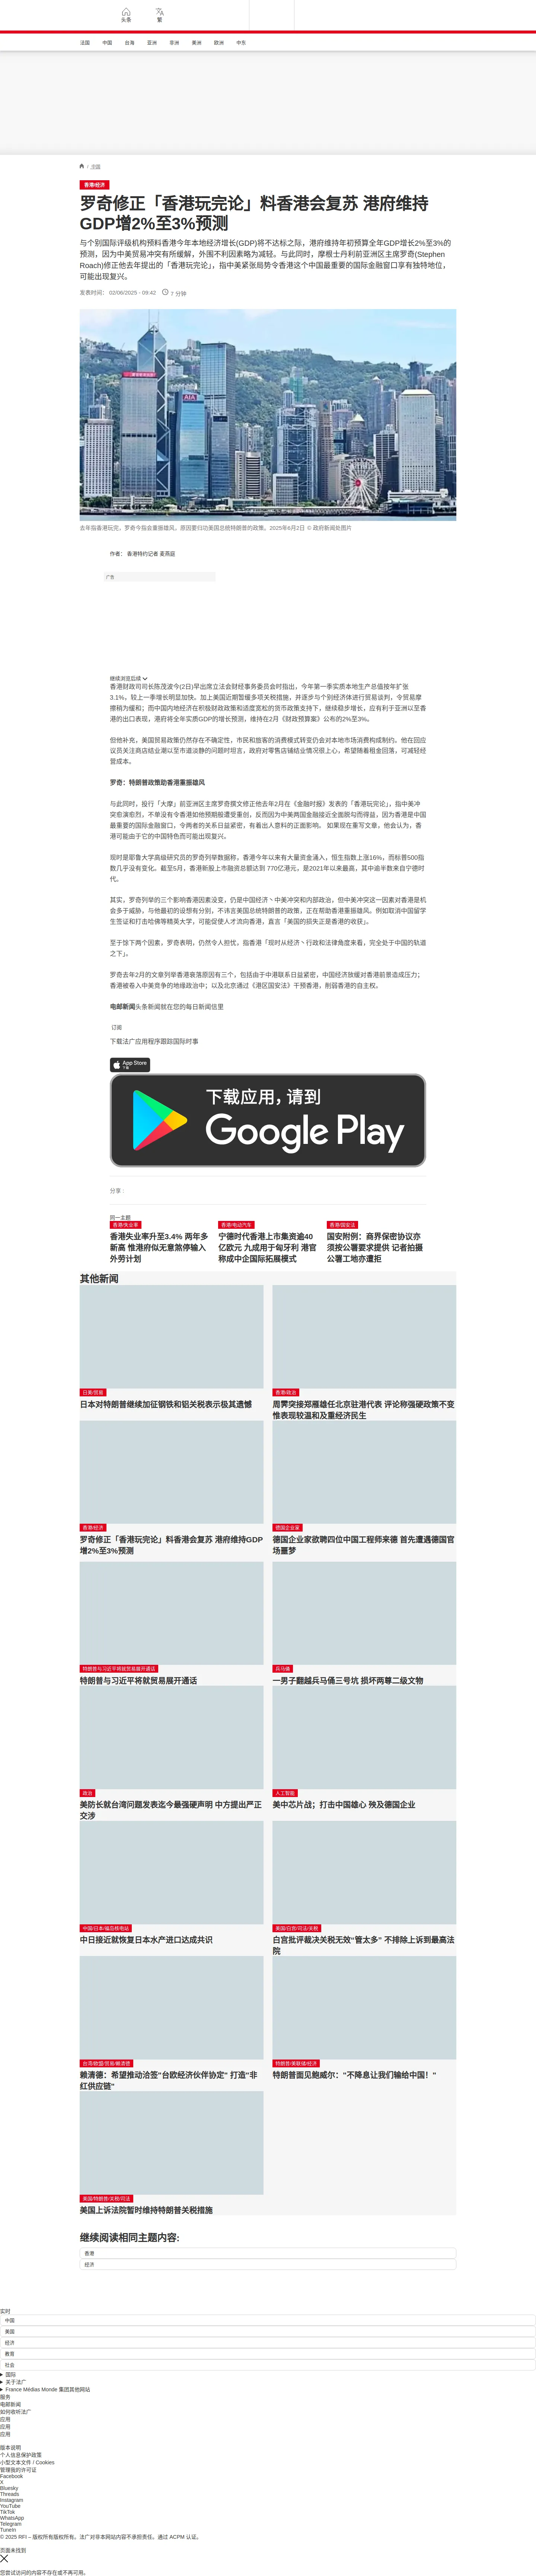 头条
繁
法国
中国
台海
亚洲
非洲
美洲
欧洲
中东
/ 中国
香港/经济
罗奇修正「香港玩完论」料香港会复苏 港府维持
GDP增2%至3%预测
与个别国际评级机构预料香港今年本地经济增长(GDP)将不达标之际，港府维持年初预算全年GDP增长2%至3%的
预测，因为中美贸易冲突有所缓解，外围不利因素略为减轻。与此同时，摩根士丹利前亚洲区主席罗奇(Stephen
Roach)修正他去年提出的「香港玩完论」，指中美紧张局势令香港这个中国最重要的国际金融窗口享有独特地位，
可能出现复兴。
发表时间： 02/06/2025 - 09:42
7 分钟
AIA
去年指香港玩完，罗奇今指会重振雄风，原因要归功美国总统特朗普的政策。2025年6月2日 © 政府新闻处图片
作者： 香港特约记者 麦燕庭
广告
继续浏览后续
香港财政司司长陈茂波今(2日)早出席立法会财经事务委员会时指出，今年第一季实质本地生产总值按年扩张
3.1%，较上一季增长明显加快。加上美国近期暂缓多项关税措施，并逐步与个别经济体进行贸易谈判，令贸易摩
擦稍为缓和；而中国内地经济在积极财政政策和适度宽松的货币政策支持下，继续稳步增长，应有利于亚洲以至香
港的出口表现，港府将全年实质GDP的增长预测，维持在2月《财政预算案》公布的2%至3%。
但他补充，美国贸易政策仍然存在不确定性，市民和旅客的消费模式转变仍会对本地市场消费构成制约。他在回应
议员关注商店结业潮以至市道淡静的问题时坦言，政府对零售店铺结业情况很上心，希望随着租金回落，可减轻经
营成本。
罗奇：特朗普政策助香港重振雄风
与此同时，投行「大摩」前亚洲区主席罗奇撰文修正他去年2月在《金融时报》发表的「香港玩完论」，指中美冲
突愈演愈烈，不单没有令香港如他预期般遭受重创，反而因为中美两国金融接近全面脱勾而得益，因为香港是中国
最重要的国际金融窗口，令两者的关系日益紧密，有着出人意料的正面影响。 如果现在重写文章，他会认为，香
港可能由于它的中国特色而可能出现复兴。
现时是耶鲁大学高级研究员的罗奇列举数据称，香港今年以来有大量资金涌入，恒生指数上涨16%，而标普500指
数几乎没有变化。截至5月，香港新股上市融资总额达到 770亿港元，是2021年以来最高，其中逾半数来自宁德时
代。
其实，罗奇列举的三个影响香港因素没变，仍是中国经济丶中美冲突和内部政治，但中美冲突这一因素对香港是机
会多于威胁，与他最初的设想有分别，不讳言美国总统特朗普的政策，正在帮助香港重振雄风，例如取消中国留学
生签证和打击哈佛等精英大学，可能促使人才流向香港，直言「美国的损失正是香港的收获」。
至于馀下两个因素，罗奇表明，仍然令人担忧，指香港「现时从经济丶行政和法律角度来看，完全处于中国的轨道
之下」。
罗奇去年2月的文章列举香港衰落原因有三个，包括由于中港联系日益紧密，中国经济放缓对香港前景造成压力；
香港被卷入中美竞争的地缘政治中；以及北京通过《港区国安法》干预香港，削弱香港的自主权。
电邮新闻头条新闻就在您的每日新闻信里
订阅
下载法广应用程序跟踪国际时事
App Store
下载
下载应用，请到
Google Play
分享 :
同一主题
香港/失业率
香港失业率升至3.4% 两年多
新高 惟港府似无意煞停输入
外劳计划
香港/电动汽车
宁德时代香港上市集资逾40
亿欧元 九成用于匈牙利 港官
称成中企国际拓展模式
香港/国安法
国安附例：商界保密协议亦
须按公署要求提供 记者拍摄
公署工地亦遭拒
其他新闻
日美/贸易
日本对特朗普继续加征钢铁和铝关税表示极其遗憾
香港/政治
周霁突接郑雁雄任北京驻港代表 评论称强硬政策不变
惟表现较温和及重经济民生
香港/经济
罗奇修正「香港玩完论」料香港会复苏 港府维持GDP
增2%至3%预测
德国企业家
德国企业家欲聘四位中国工程师来德 首先遭遇德国官
场噩梦
特朗普与习近平将就贸易展开通话
特朗普与习近平将就贸易展开通话
兵马俑
一男子翻越兵马俑三号坑 损坏两尊二级文物
政治
美防长就台湾问题发表迄今最强硬声明 中方提出严正
交涉
人工智能
美中芯片战；打击中国雄心 殃及德国企业
中国/日本/福岛核电站
中日接近就恢复日本水产进口达成共识
美国/白宫/司法/关税
白宫批评裁决关税无效“管太多” 不排除上诉到最高法
院
台湾/欧盟/贸易/赖清德
赖清德：希望推动洽签"台欧经济伙伴协定" 打造"非
红供应链"
特朗普/美联储/经济
特朗普面见鲍威尔："不降息让我们输给中国！"
美国/特朗普/关税/司法
美国上诉法院暂时维持特朗普关税措施
继续阅读相同主题内容:
香港
经济
实时
中国
美国
经济
教育
社会
国际
关于法广
France Médias Monde 集团其他网站
服务
电邮新闻
如何收听法广
应用
应用
应用
版本说明
个人信息保护政策
小型文本文件 / Cookies
管理我的许可证
Facebook
X
Bluesky
Threads
Instagram
YouTube
TikTok
WhatsApp
Telegram
TuneIn
© 2025 RFI – 版权所有版权所有。法广对非本网站内容不承担责任。通过 ACPM 认证。
页面未找到
您尝试访问的内容不存在或不再可用。